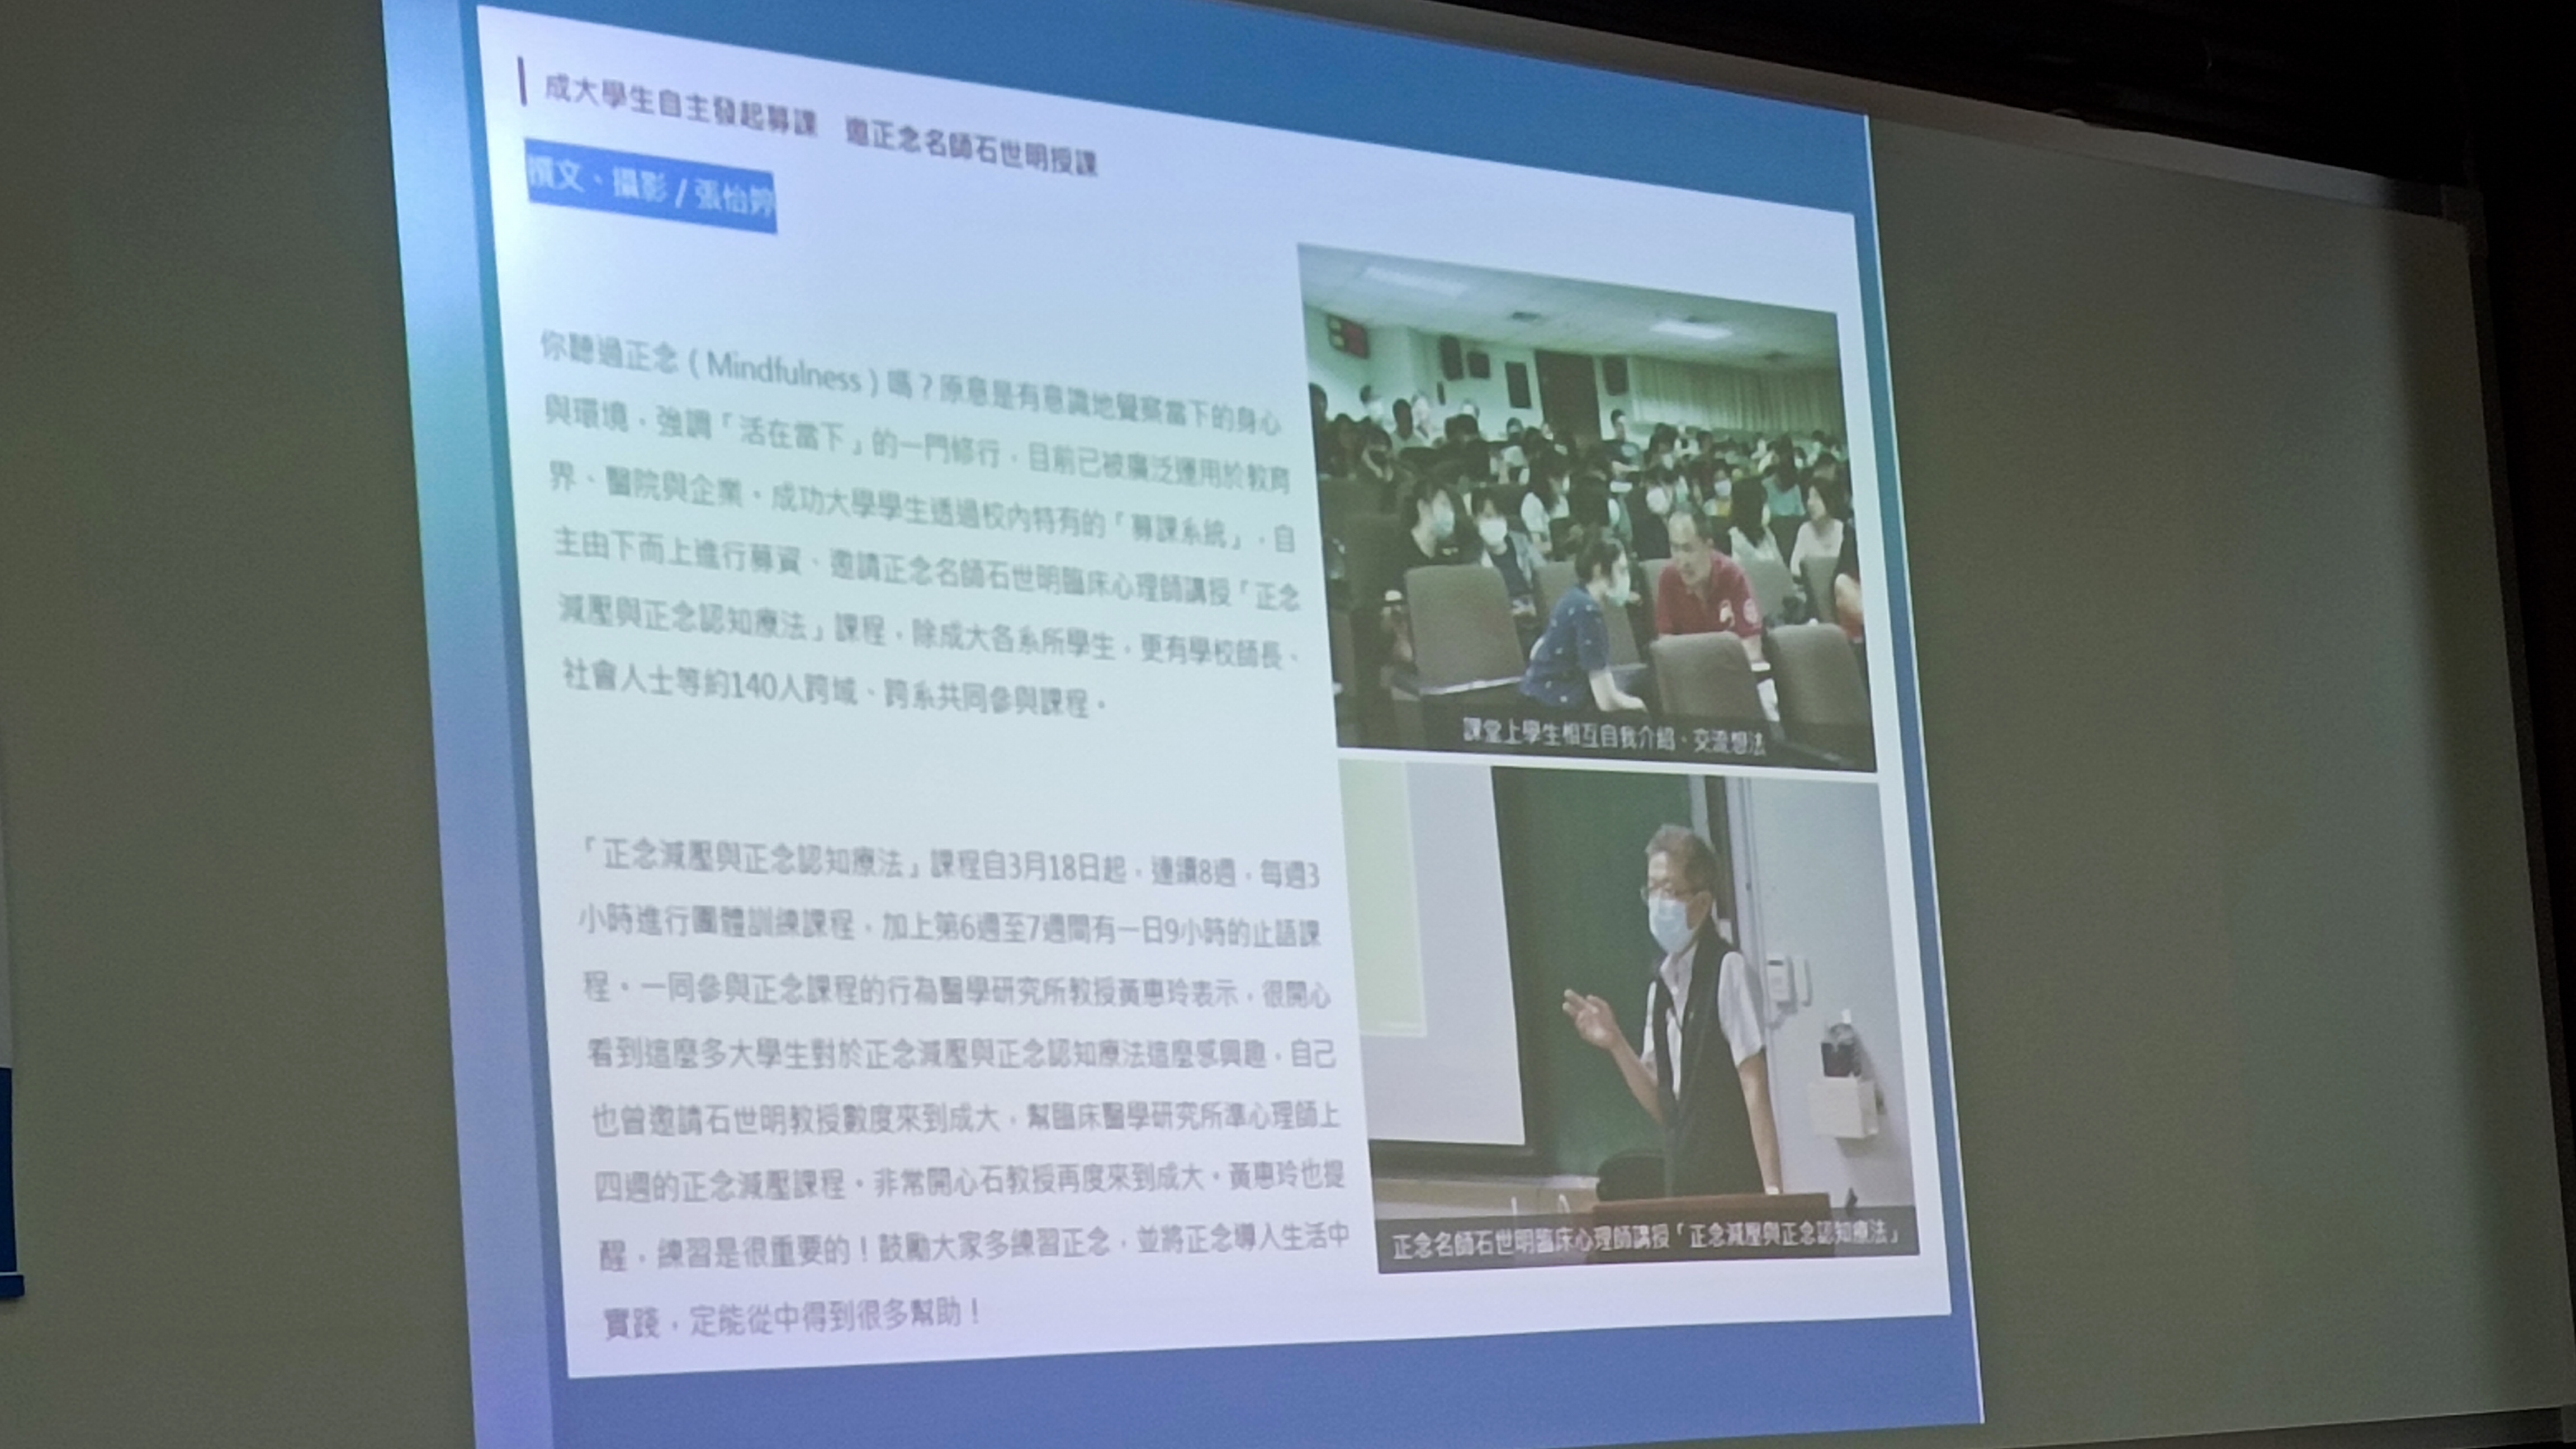 成大學生自主發起募課　邀正念名師石世明授課
撰文、攝影 / 張怡婷
你聽過正念（Mindfulness）嗎？原意是有意識地覺察當下的身心
與環境，強調「活在當下」的一門修行，目前已被廣泛運用於教育
界、醫院與企業。成功大學學生透過校內特有的「募課系統」，自
主由下而上進行募資、邀請正念名師石世明臨床心理師講授「正念
減壓與正念認知療法」課程，除成大各系所學生，更有學校師長、
社會人士等約140人跨域、跨系共同參與課程。
「正念減壓與正念認知療法」課程自3月18日起，連續8週，每週3
小時進行團體訓練課程，加上第6週至7週間有一日9小時的止語課
程。一同參與正念課程的行為醫學研究所教授黃惠玲表示，很開心
看到這麼多大學生對於正念減壓與正念認知療法這麼感興趣，自己
也曾邀請石世明教授數度來到成大，幫臨床醫學研究所準心理師上
四週的正念減壓課程。非常開心石教授再度來到成大。黃惠玲也提
醒，練習是很重要的！鼓勵大家多練習正念，並將正念導入生活中
實踐，定能從中得到很多幫助！
課堂上學生相互自我介紹、交流想法
正念名師石世明臨床心理師講授「正念減壓與正念認知療法」